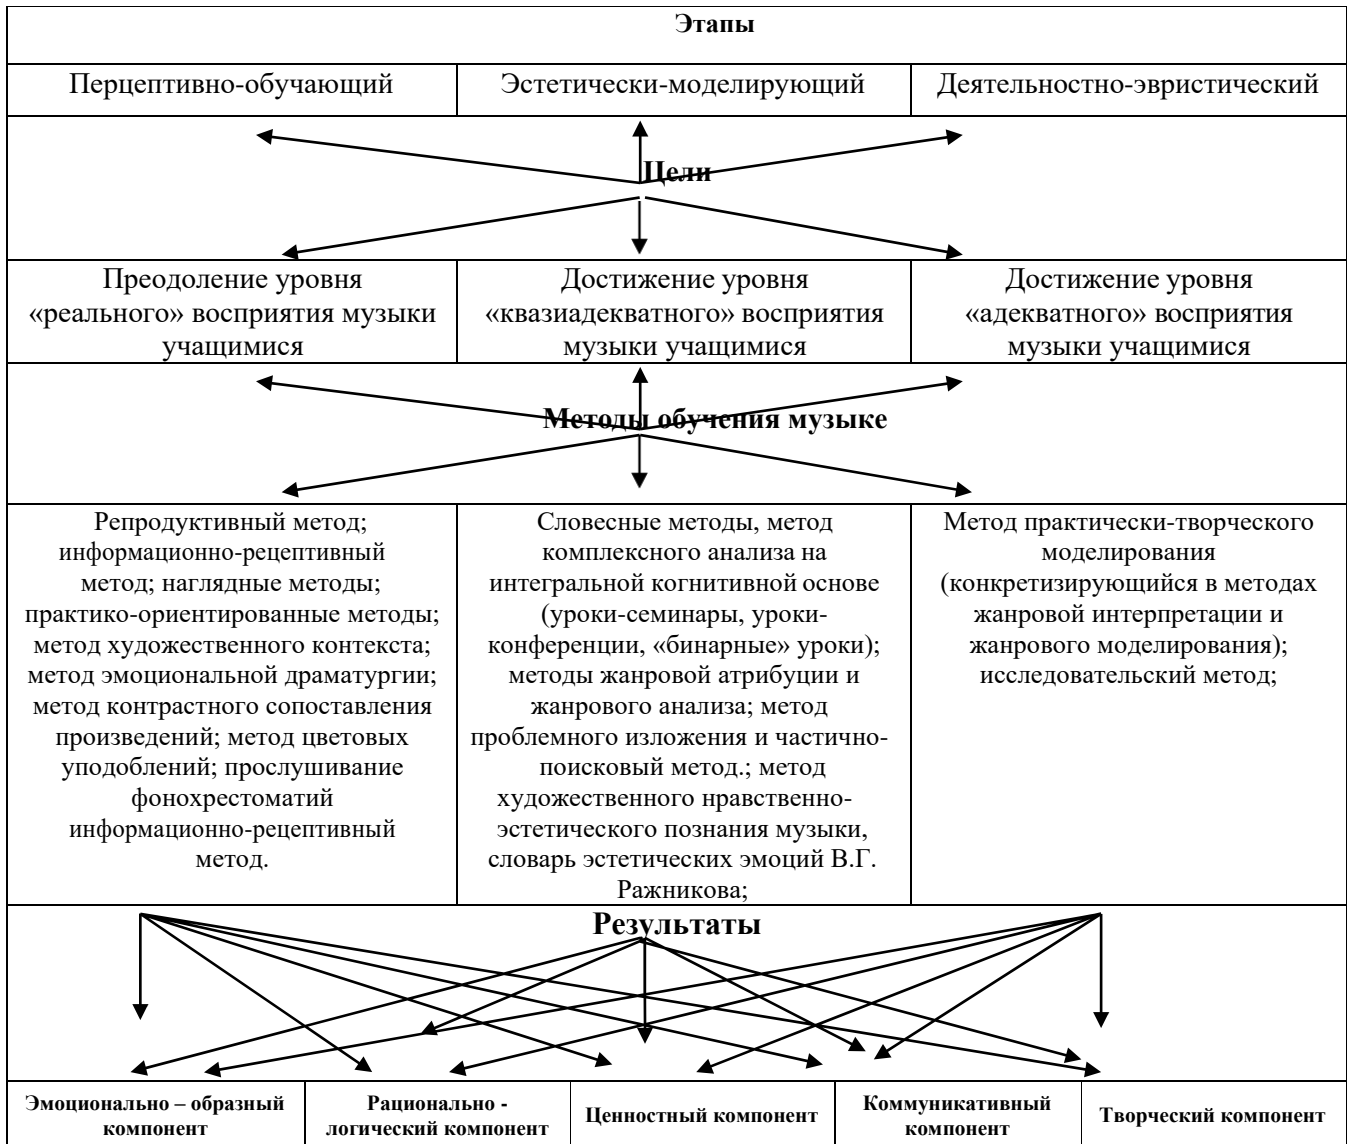 Этапы
Перцептивно-обучающий
Эстетически-моделирующий
Деятельностно-эвристический
Цели
Преодоление уровня
«реального» восприятия музыки
учащимися
Достижение уровня
«квазиадекватного» восприятия
музыки учащимися
Достижение уровня
«адекватного» восприятия
музыки учащимися
Методы обучения музыке
Репродуктивный метод;
информационно-рецептивный
метод; наглядные методы;
практико-ориентированные методы;
метод художественного контекста;
метод эмоциональной драматургии;
метод контрастного сопоставления
произведений; метод цветовых
уподоблений; прослушивание
фонохрестоматий
информационно-рецептивный
метод.
Словесные методы, метод
комплексного анализа на
интегральной когнитивной основе
(уроки-семинары, уроки-
конференции, «бинарные» уроки);
методы жанровой атрибуции и
жанрового анализа; метод
проблемного изложения и частично-
поисковый метод.; метод
художественного нравственно-
эстетического познания музыки,
словарь эстетических эмоций В.Г.
Ражникова;
Метод практически-творческого
моделирования
(конкретизирующийся в методах
жанровой интерпретации и
жанрового моделирования);
исследовательский метод;
Результаты
Эмоционально – образный
компонент
Рационально -
логический компонент
Ценностный компонент
Коммуникативный
компонент
Творческий компонент